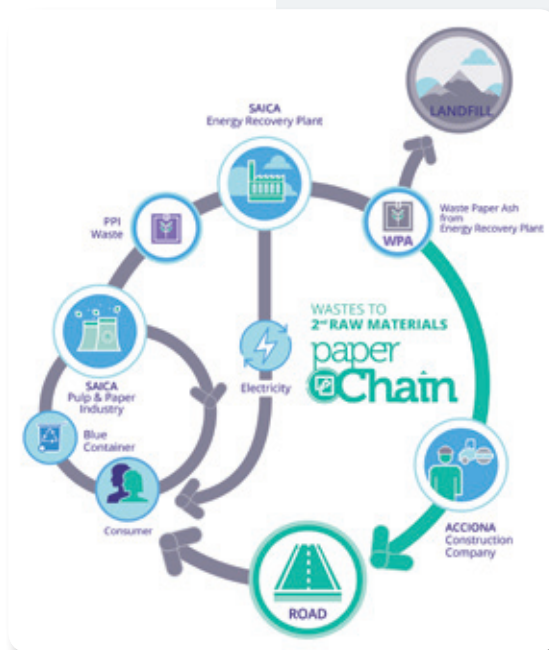 LANDFILL
SAICA
Energy Recovery Plant
PPI
Waste
WPA
Waste Paper Ash
from
Energy Recovery Plant
WASTES TO
2nd RAW MATERIALS
paper
Chain
Electricity
SAICA
Pulp & Paper
Industry
Blue
Container
Consumer
ACCIONA
Construction
Company
ROAD